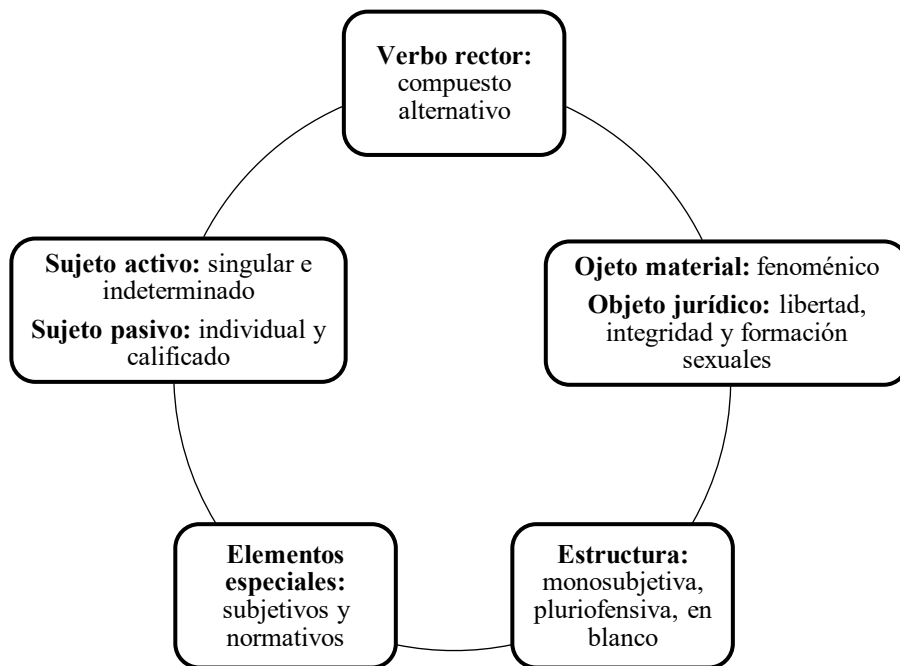 Verbo rector:
compuesto
alternativo
Sujeto activo: singular e
indeterminado
Sujeto pasivo: individual y
calificado
Ojeto material: fenoménico
Objeto jurídico: libertad,
integridad y formación
sexuales
Elementos
especiales:
subjetivos y
normativos
Estructura:
monosubjetiva,
pluriofensiva, en
blanco